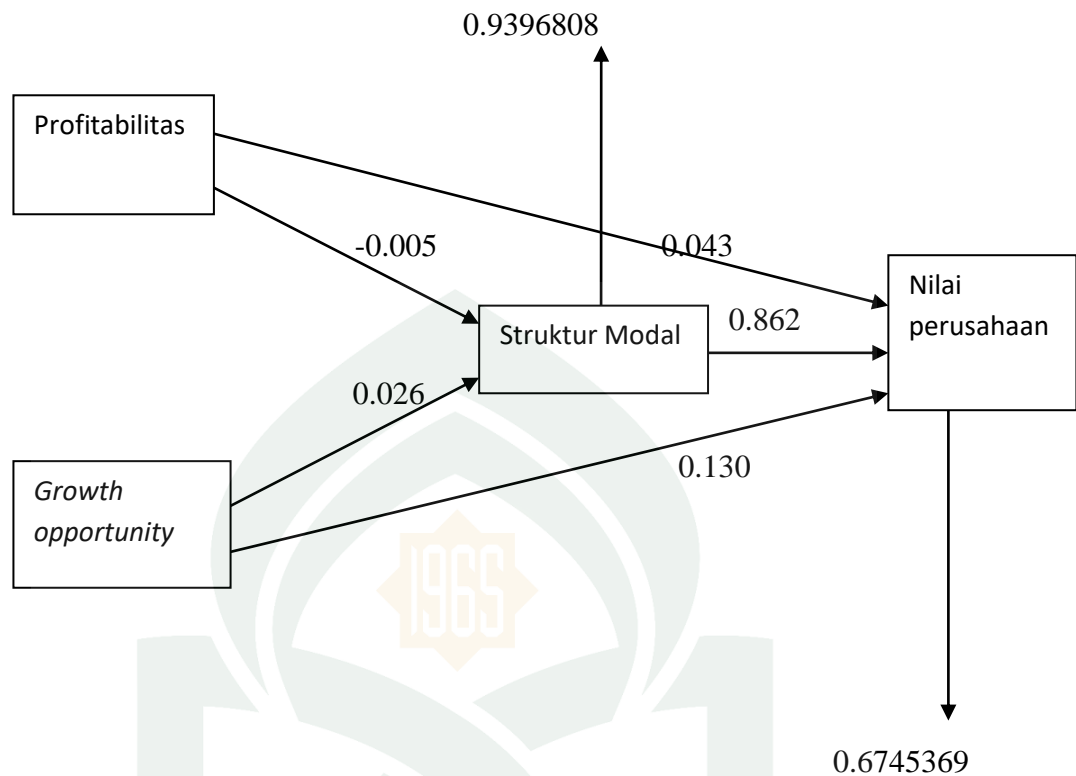 0.9396808
Profitabilitas
-0.005
0.043
Nilai
perusahaan
Struktur Modal
0.862
0.026
Growth
opportunity
0.130
1965
0.6745369